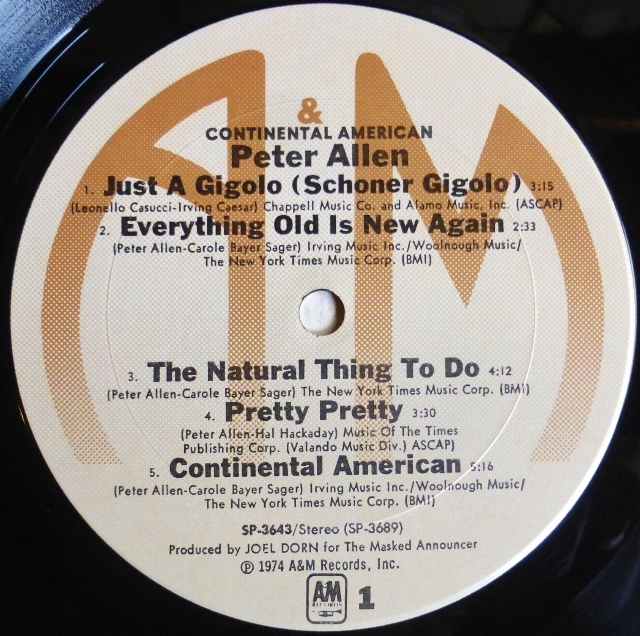 &
CONTINENTAL AMERICAN
Peter Allen
1. Just A Gigolo (Schoner Gigolo) 3:15
(Leonello Casucci-Irving Caesar) Chappell Music Co. and Alamo Music, Inc. (ASCAP)
2. Everything Old Is New Again 2:33
(Peter Allen-Carole Bayer Sager) Irving Music Inc./Woolnough Music/
The New York Times Music Corp. (BMI)
3. The Natural Thing To Do 4:12
(Peter Allen-Carole Bayer Sager) The New York Times Music Corp. (BMI)
4. Pretty Pretty 3:30
(Peter Allen-Hal Hackaday) Music Of The Times
Publishing Corp. (Valando Music Div.) ASCAP)
5. Continental American 5:16
(Peter Allen-Carole Bayer Sager) Irving Music Inc./Woolnough Music/
The New York Times Music Corp. (BMI)
SP-3643/Stereo (SP-3689)
Produced by JOEL DORN for The Masked Announcer
℗ 1974 A&M Records, Inc.
AM
RECORDS
1